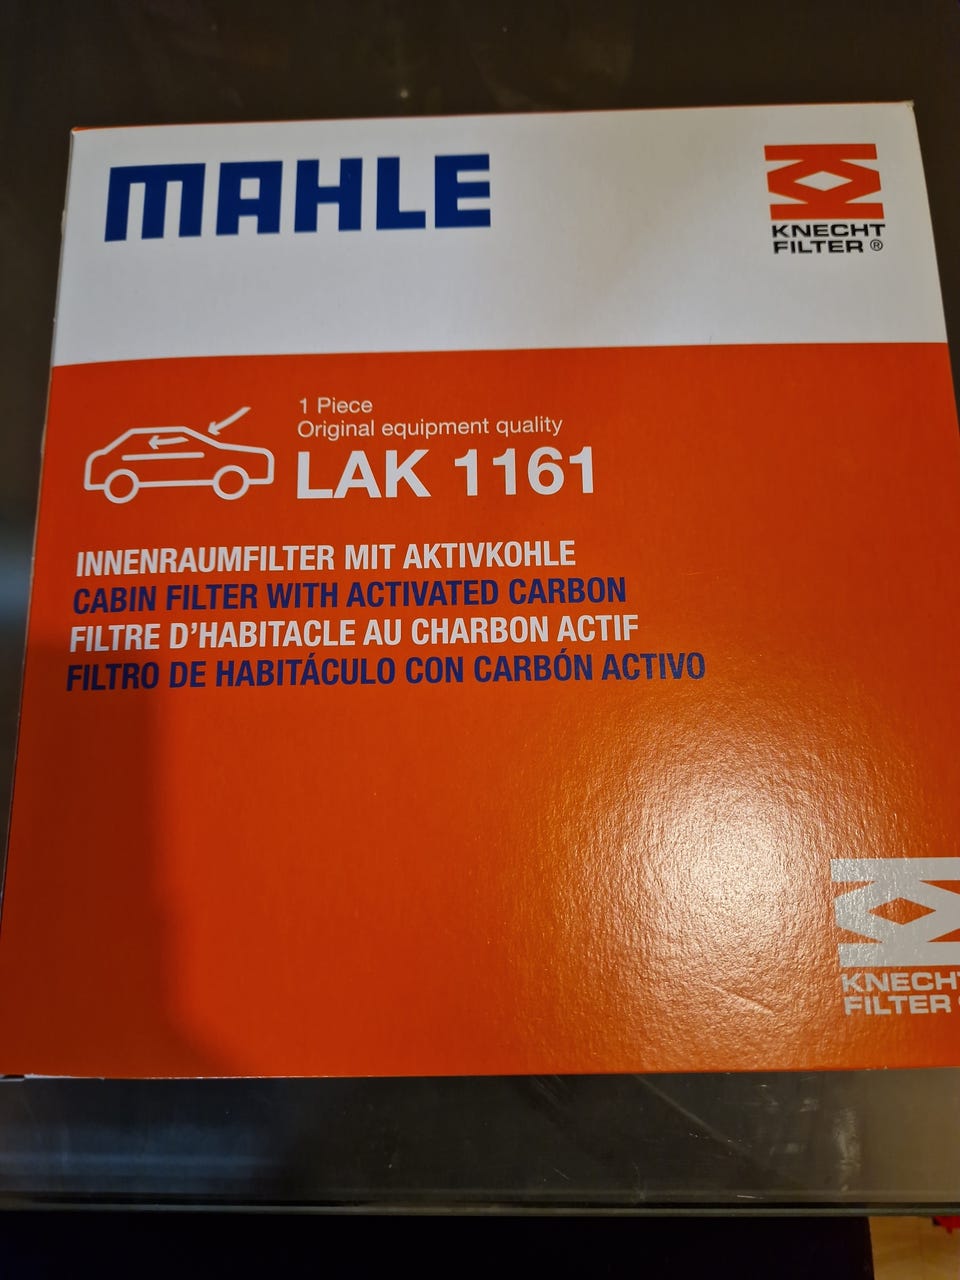 MAHLE
KNECHT
FILTER ®
1 Piece
Original equipment quality
LAK 1161
INNENRAUMFILTER MIT AKTIVKOHLE
CABIN FILTER WITH ACTIVATED CARBON
FILTRE D'HABITACLE AU CHARBON ACTIF
FILTRO DE HABITÁCULO CON CARBÓN ACTIVO
KNECHT
FILTER